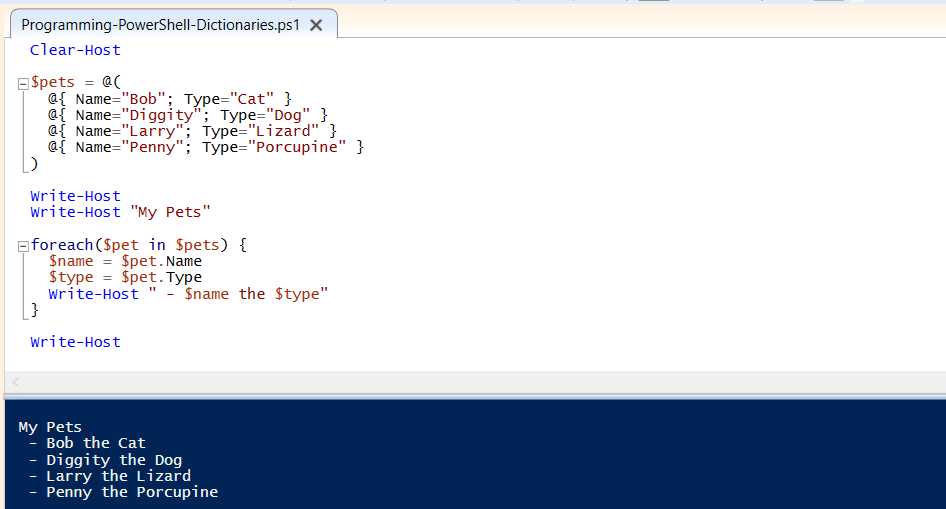 Programming-PowerShell-Dictionaries.ps1 X
Clear-Host
$pets = @(
@{ Name="Bob"; Type="Cat" }
@{ Name="Diggity"; Type="Dog" }
@{ Name="Larry"; Type="Lizard" }
@{ Name="Penny"; Type="Porcupine" }
)
Write-Host
Write-Host "My Pets"
foreach($pet in $pets) {
$name = $pet.Name
$type = $pet.Type
Write-Host " - $name the $type"
}
Write-Host
My Pets
- Bob the Cat
- Diggity the Dog
- Larry the Lizard
- Penny the Porcupine